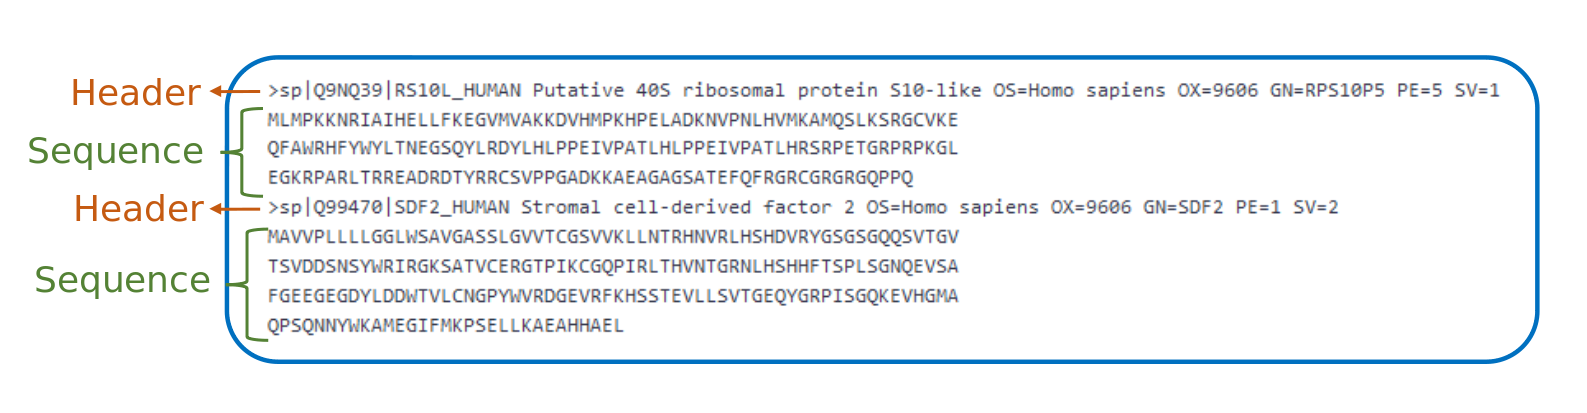 Header
>sp|Q9NQ39|RS10L_HUMAN Putative 40S ribosomal protein S10-like OS=Homo sapiens OX=9606 GN=RPS10P5 PE=5 SV=1
Sequence
MLMPKKNRIAIHELLFKEGVMVAKKDVHMPKHPELADKNVPNLHVMKAMQSLKSRGCVKE
QFAWRHFYWYLTNEGSQYLRDYLHLPPEIVPATLHLPPEIVPATLHRSRPETGRPRPKGL
EGKRPARLTRREADRDTYRRCSVPPGADKKAEAGAGSATEFQFRGRCGRGRGQPPQ
Header
>sp|Q99470|SDF2_HUMAN Stromal cell-derived factor 2 OS=Homo sapiens OX=9606 GN=SDF2 PE=1 SV=2
Sequence
MAVVPLLLLGGLWSAVGASSLGVVTCGSVVKLLNTRHNVRLHSHDVRYGSGSGQQSVTGV
TSVDDSNSYWRIRGKSATVCERGTPIKCGQPIRLTHVNTGRNLHSHHFTSPLSGNQEVSA
FGEEGEGDYLDDWTVLCNGPYWVRDGEVRFKHSSTEVLLSVTGEQYGRPISGQKEVHGMA
QPSQNNYWKAMEGIFMKPSELLKAEAHHAEL